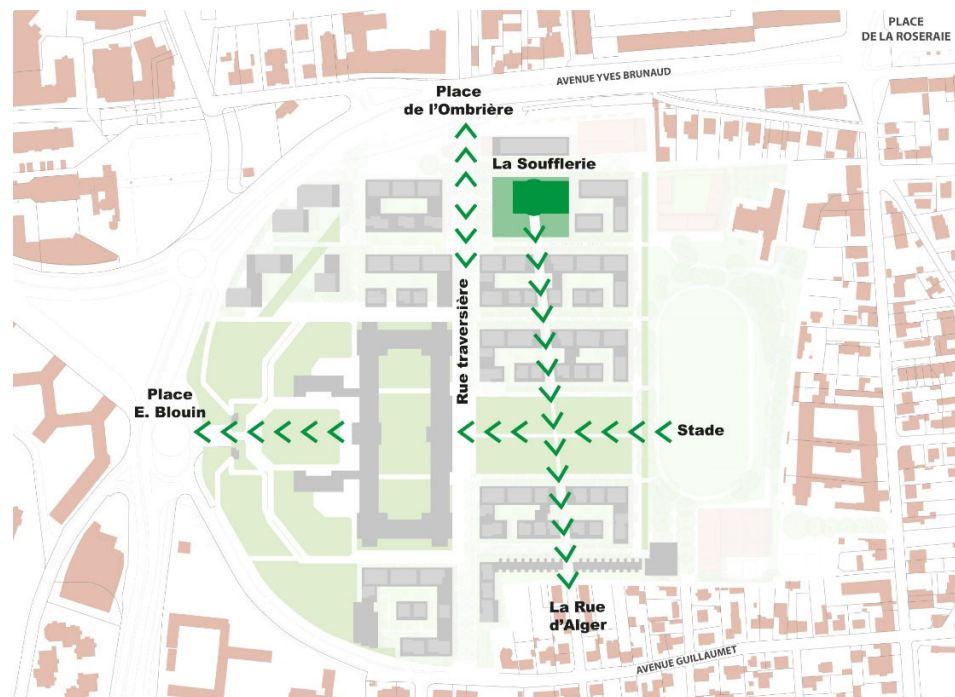 PLACE
DE LA ROSERAIE
AVENUE YVES BRUNAUD
Place
de l'Ombrière
La Soufflerie
Rue traversière
Place
E. Blouin
Stade
La Rue
d'Alger
AVENUE GUILLAUMET